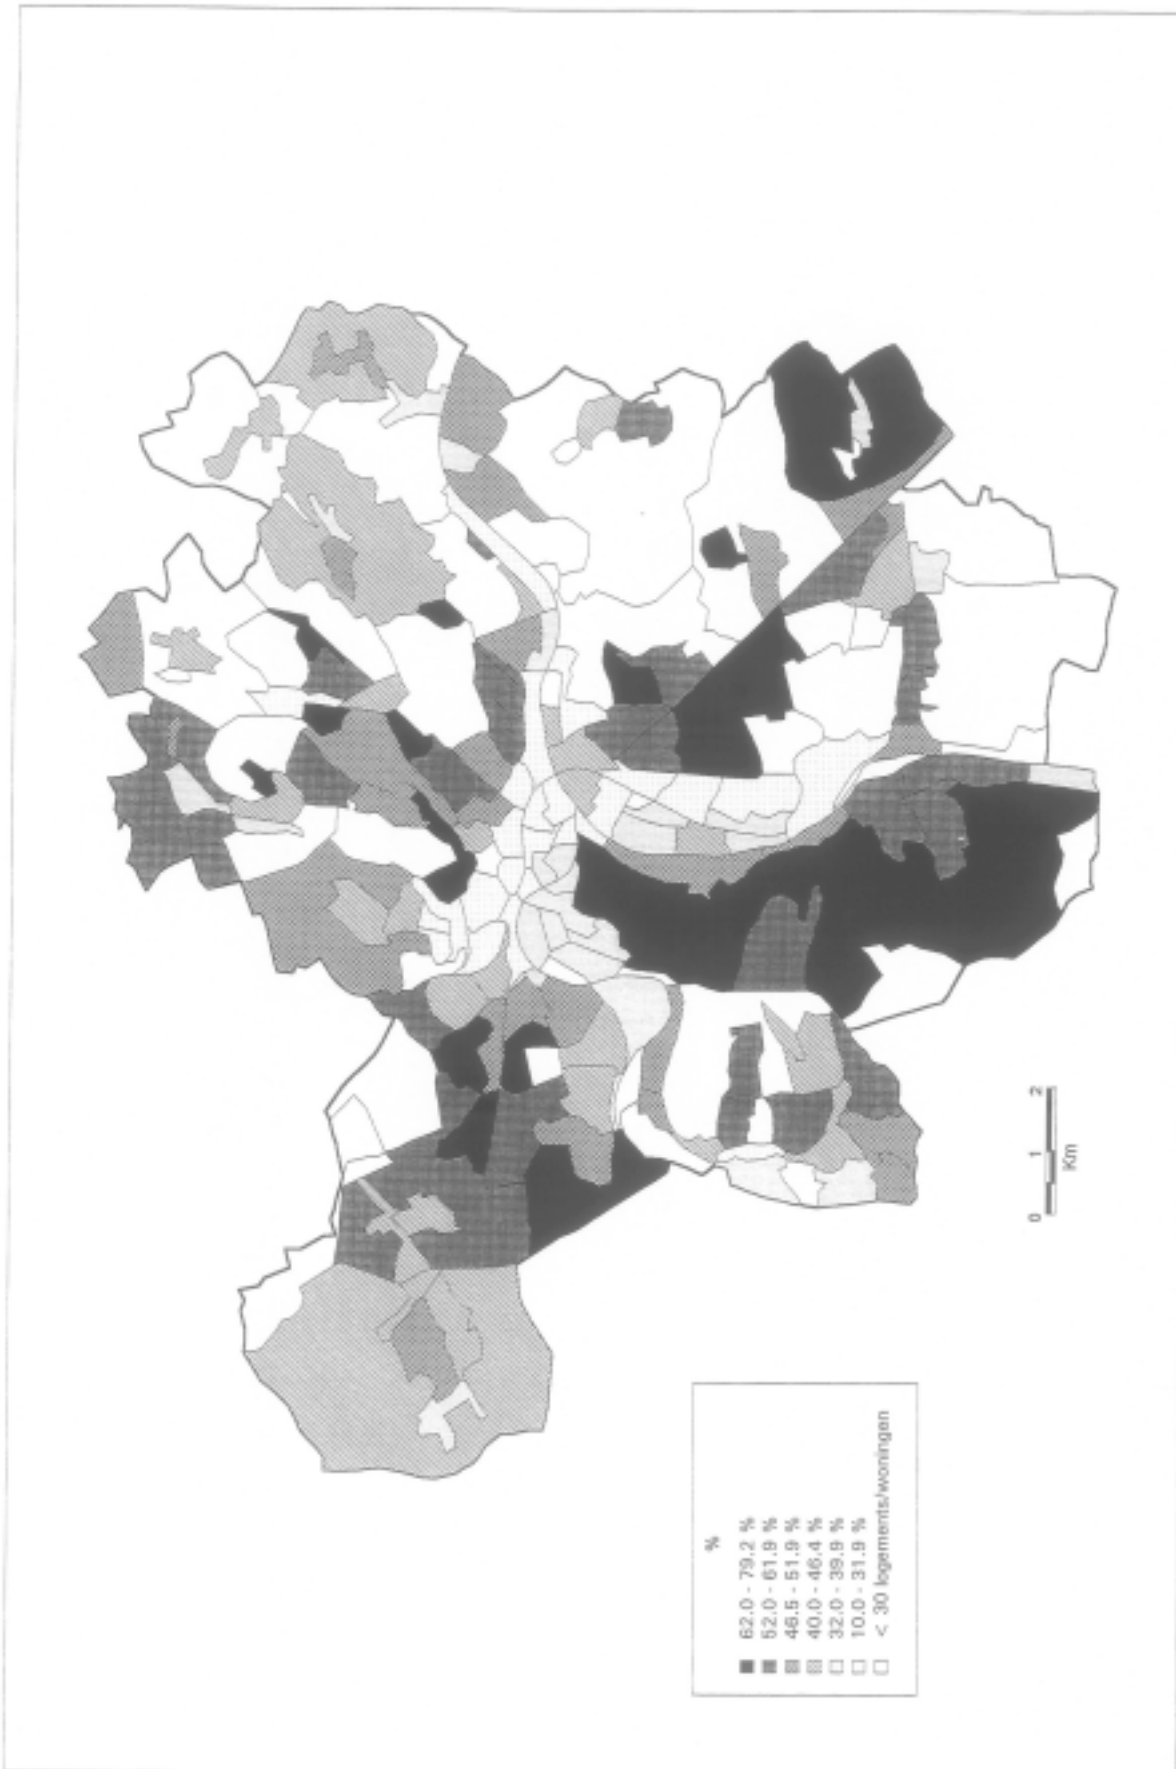 %
62.0 - 79.2 %
52.0 - 61.9 %
46.5 - 51.9 %
40.0 - 46.4 %
32.0 - 39.9 %
10.0 - 31.9 %
< 30 logements/woningen
0 1 2
Km